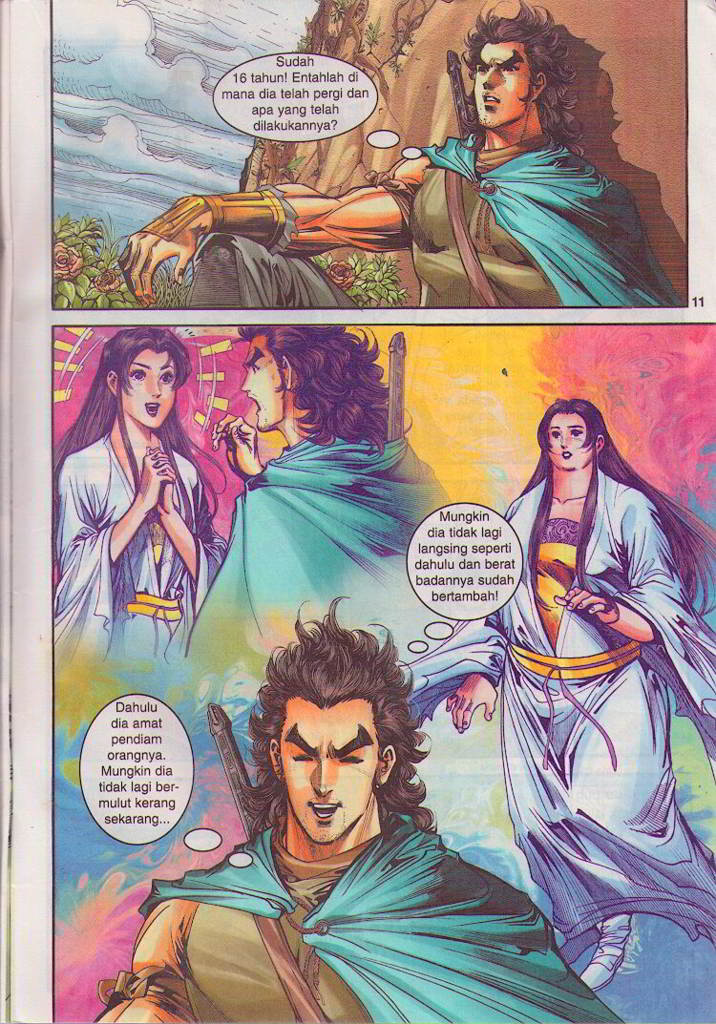 Sudah
16 tahun! Entahlah di
mana dia telah pergi dan
apa yang telah
dilakukannya?
11
Mungkin
dia tidak lagi
langsing seperti
dahulu dan berat
badannya sudah
bertambah!
Dahulu
dia amat
pendiam
orangnya.
Mungkin dia
tidak lagi ber-
mulut kerang
sekarang...